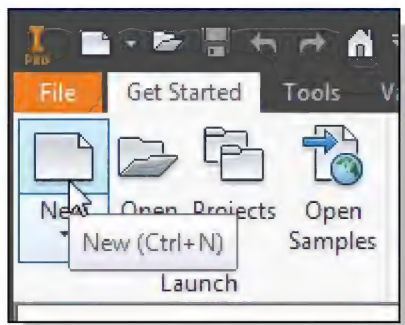 I
PRO
File Get Started Tools
New Open Projects Open Samples
New (Ctrl+N)
Launch